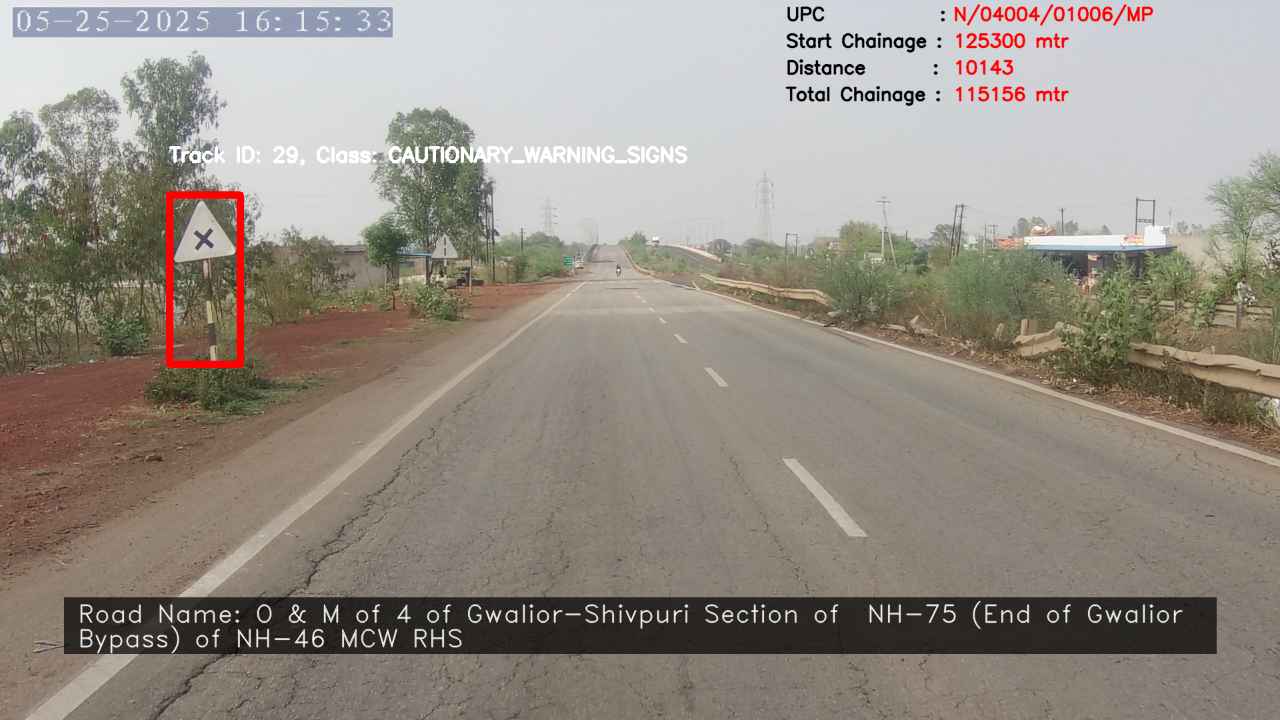 05-25-2025 16:15:33
UPC : N/04004/01006/MP
Start Chainage : 125300 mtr
Distance : 10143
Total Chainage : 115156 mtr
Track ID: 29, Class: CAUTIONARY_WARNING_SIGNS
Road Name: O & M of 4 of Gwalior-Shivpuri Section of NH-75 (End of Gwalior
Bypass) of NH-46 MCW RHS